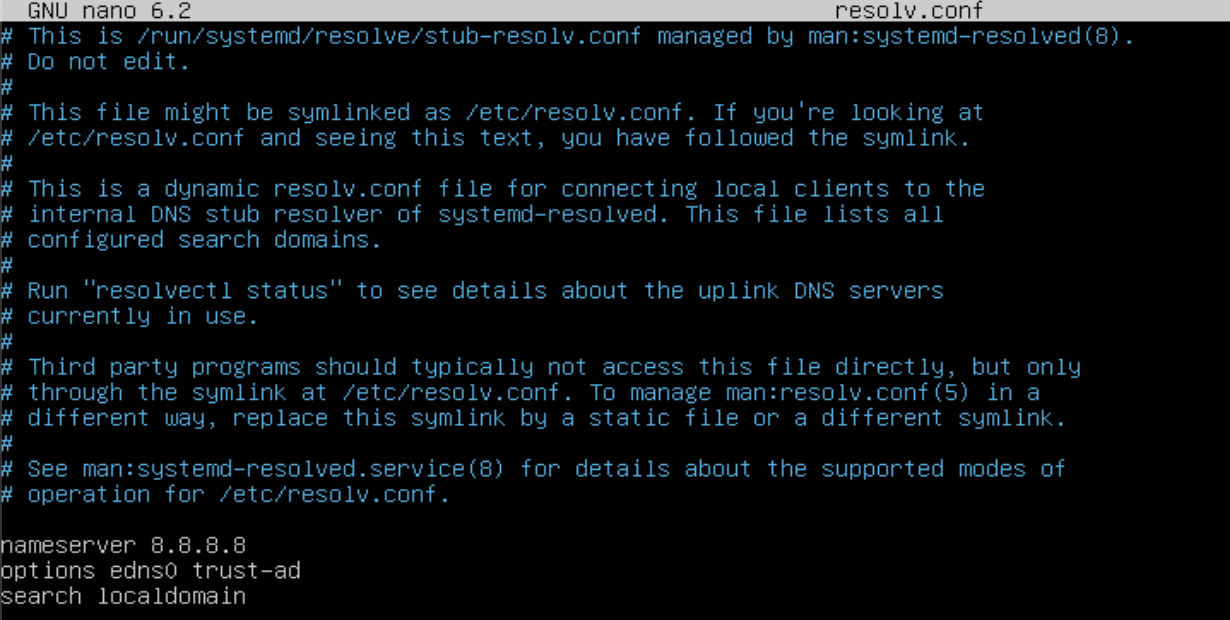 GNU nano 6.2 resolv.conf
# This is /run/systemd/resolve/stub-resolv.conf managed by man:systemd-resolved(8).
# Do not edit.
#
# This file might be symlinked as /etc/resolv.conf. If you're looking at
# /etc/resolv.conf and seeing this text, you have followed the symlink.
#
# This is a dynamic resolv.conf file for connecting local clients to the
# internal DNS stub resolver of systemd-resolved. This file lists all
# configured search domains.
#
# Run "resolvectl status" to see details about the uplink DNS servers
# currently in use.
#
# Third party programs should typically not access this file directly, but only
# through the symlink at /etc/resolv.conf. To manage man:resolv.conf(5) in a
# different way, replace this symlink by a static file or a different symlink.
#
# See man:systemd-resolved.service(8) for details about the supported modes of
# operation for /etc/resolv.conf.
nameserver 8.8.8.8
options edns0 trust-ad
search localdomain